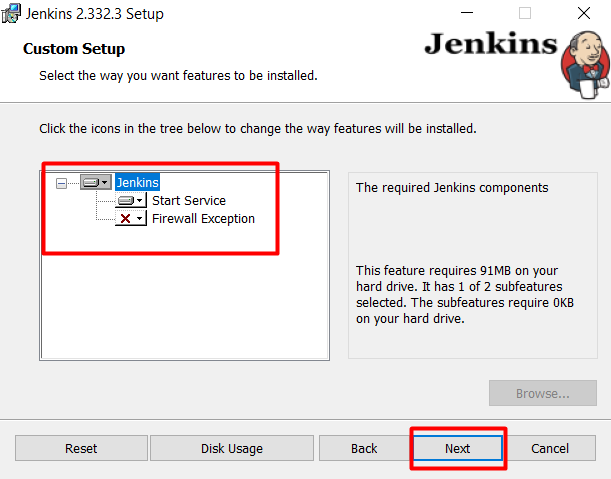 Jenkins 2.332.3 Setup
Custom Setup
Select the way you want features to be installed.
Jenkins
Click the icons in the tree below to change the way features will be installed.
Jenkins
Start Service
Firewall Exception
The required Jenkins components
This feature requires 91MB on your
hard drive. It has 1 of 2 subfeatures
selected. The subfeatures require 0KB
on your hard drive.
Browse...
Reset
Disk Usage
Back
Next
Cancel